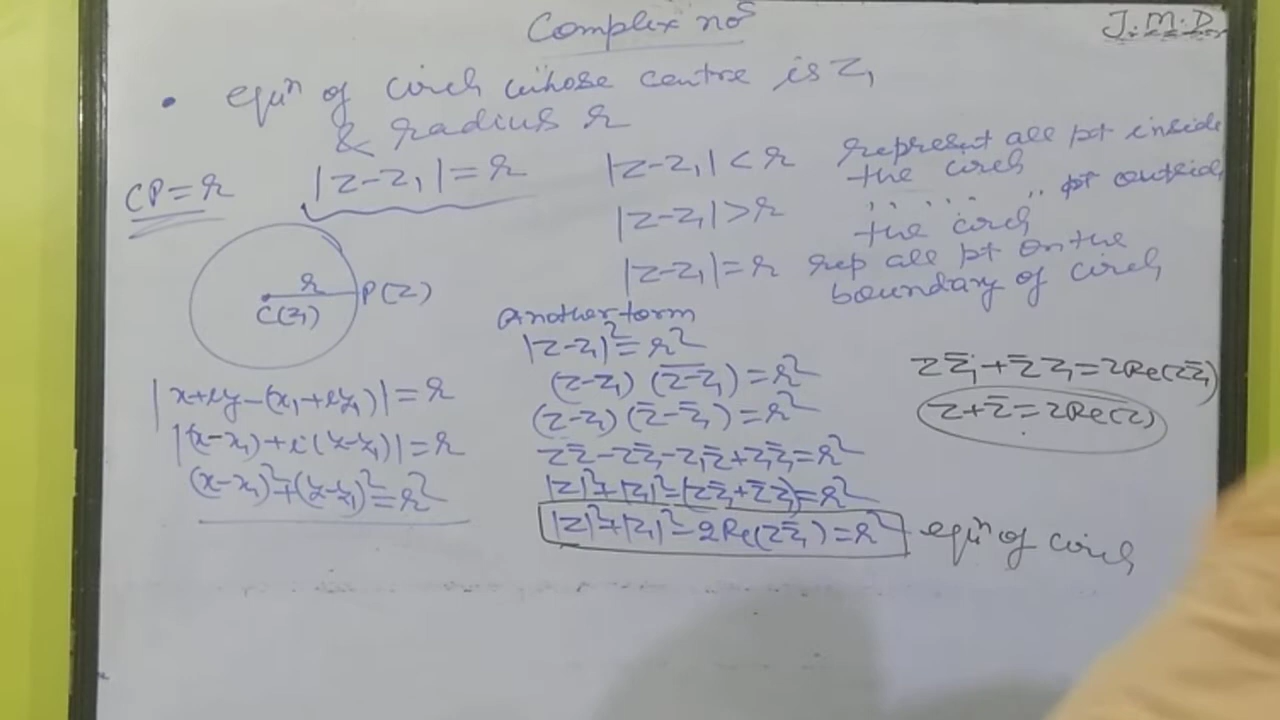 Complex no^s
J.M.D.
• equⁿ of circle whose centre is z₁
& radius r
CP = r
|z-z₁| = r
|z-z₁| < r represent all pt inside
the circle
|z-z₁| > r ,, ,, ,, ,, pt outside
the circle
|z-z₁| = r rep all pt on the
boundary of circle
r
C(z₁)
P(z)
|x+iy-(x₁+iy₁)| = r
|(x-x₁)+i(y-y₁)| = r
(x-x₁)²+(y-y₁)² = r²
Another form
|z-z₁|² = r²
(z-z₁) (z̅-̅z̅₁) = r²
(z-z₁) (z̅-z̅₁) = r²
zz̅-zz̅₁-z₁z̅+z₁z̅₁ = r²
|z|²+|z₁|²-(zz̅₁+z̅z₁) = r²
|z|²+|z₁|²-2Re(zz̅₁) = r² - equⁿ of circle
zz̅₁+z̅z₁ = 2Re(zz̅₁)
z+z̅ = 2Re(z)